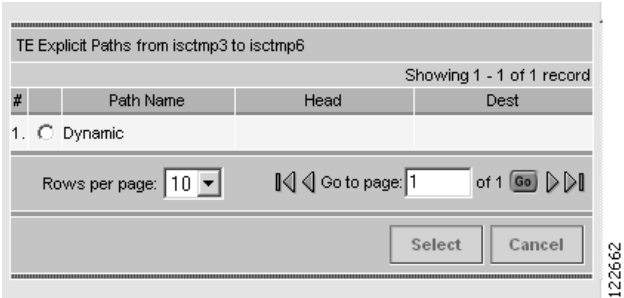 TE Explicit Paths from isctmp3 to isctmp6
Showing 1 - 1 of 1 record
# Path Name Head Dest
1. Dynamic
Rows per page: 10 Go to page: 1 of 1 Go
Select Cancel
122662